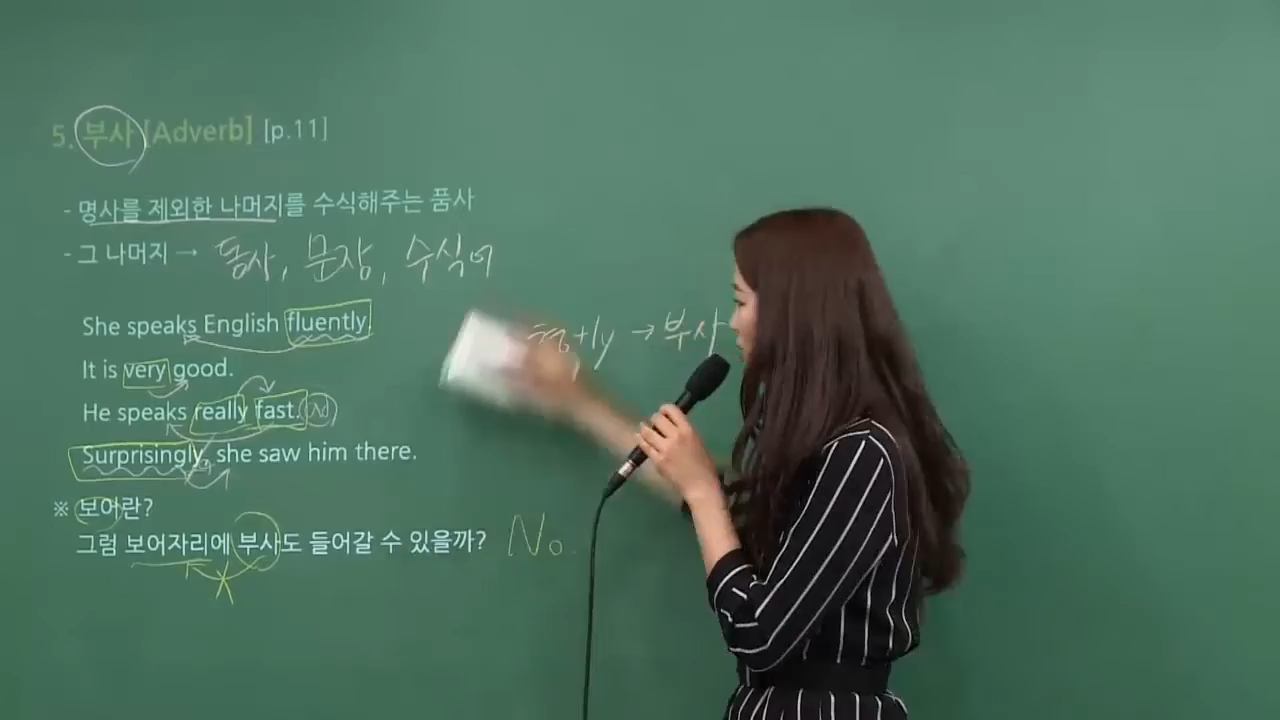 5. 부사 [Adverb] [p.11]
- 명사를 제외한 나머지를 수식해주는 품사
- 그 나머지 → 동사, 문장, 수식어
She speaks English fluently.
형+ly → 부사
It is very good.
He speaks really fast.
Surprisingly, she saw him there.
※ 보어란?
그럼 보어자리에 부사도 들어갈 수 있을까? No.